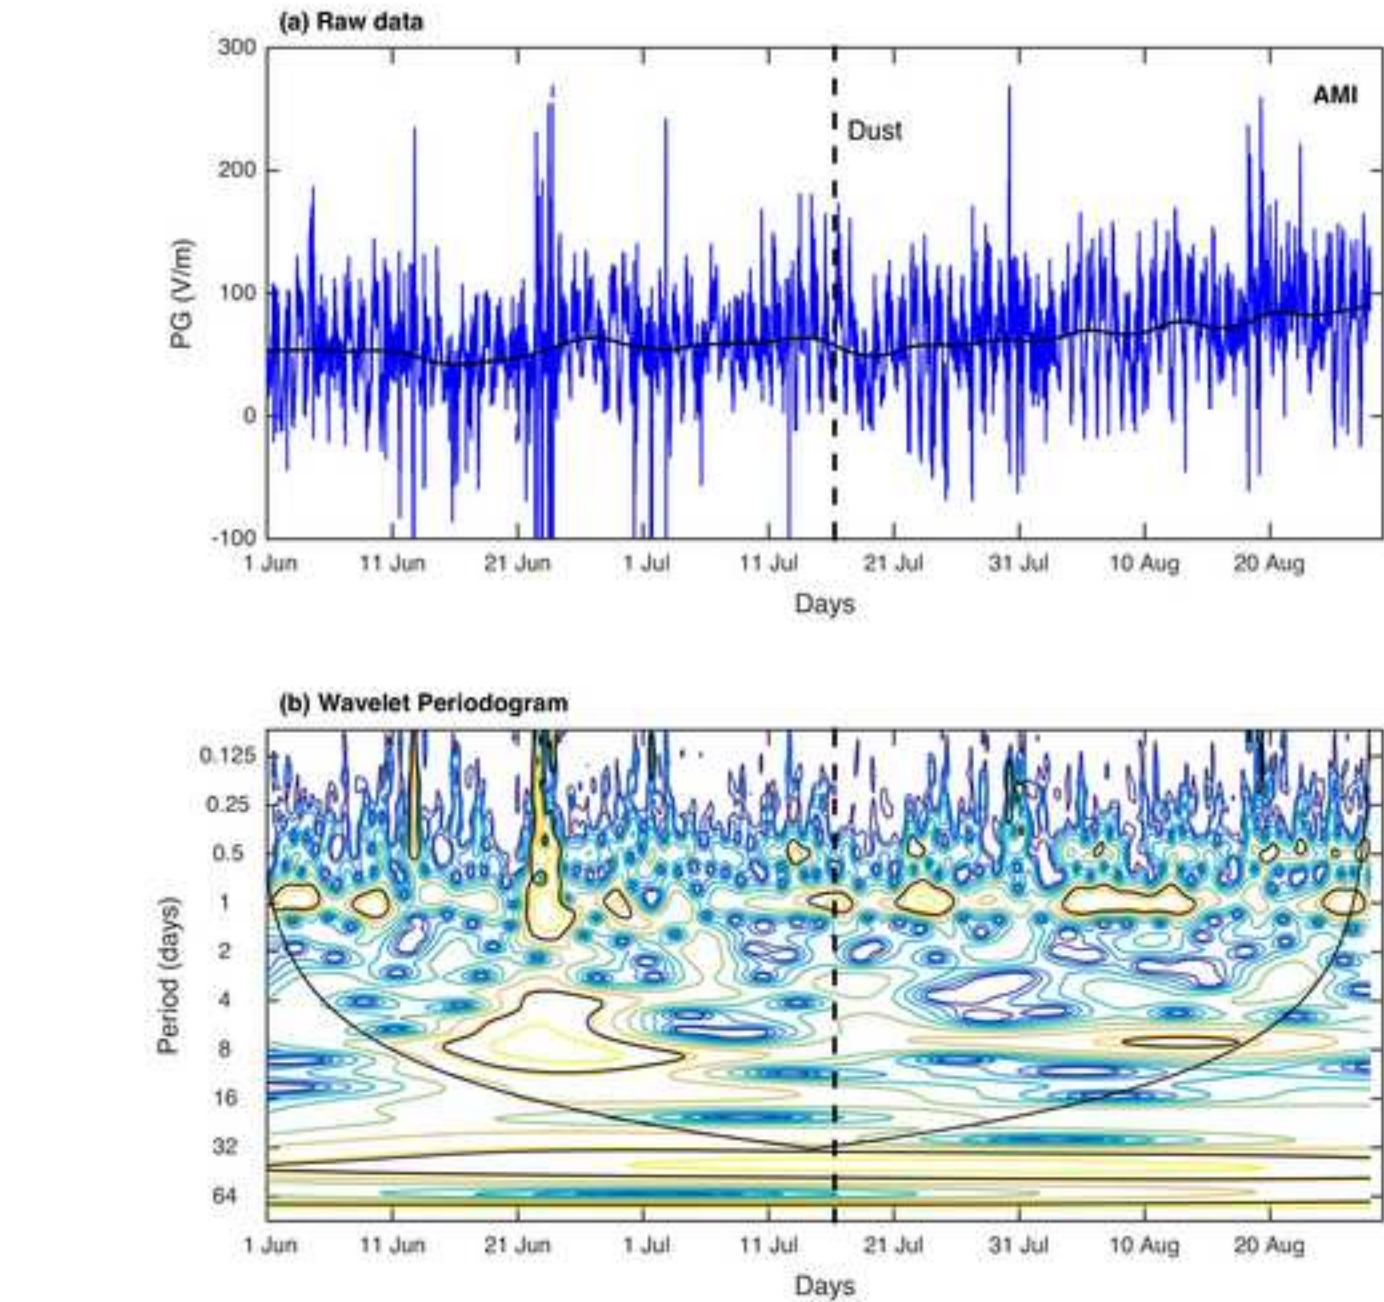 (a) Raw data
300
AMI
Dust
200
100
0
-100
PG (V/m)
1 Jun 11 Jun 21 Jun 1 Jul 11 Jul 21 Jul 31 Jul 10 Aug 20 Aug
Days
(b) Wavelet Periodogram
0.125
0.25
0.5
1
2
4
8
16
32
64
Period (days)
1 Jun 11 Jun 21 Jun 1 Jul 11 Jul 21 Jul 31 Jul 10 Aug 20 Aug
Days